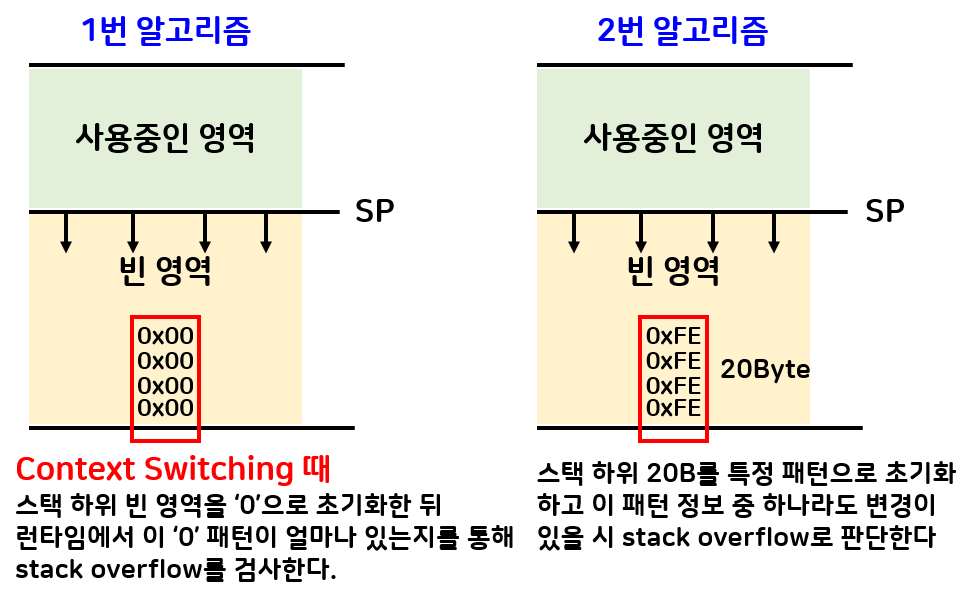 1번 알고리즘
사용중인 영역
SP
빈 영역
0x00
0x00
0x00
0x00
Context Switching 때
스택 하위 빈 영역을 ‘0’으로 초기화한 뒤
런타임에서 이 ‘0’ 패턴이 얼마나 있는지를 통해
stack overflow를 검사한다.
2번 알고리즘
사용중인 영역
SP
빈 영역
0xFE
0xFE
0xFE
0xFE
20Byte
스택 하위 20B를 특정 패턴으로 초기화
하고 이 패턴 정보 중 하나라도 변경이
있을 시 stack overflow로 판단한다